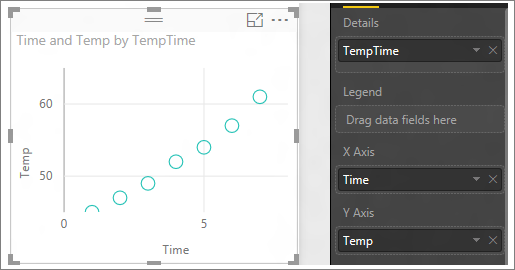 Time and Temp by TempTime
60
50
Temp
0
5
Time
Details
TempTime
Legend
Drag data fields here
X Axis
Time
Y Axis
Temp